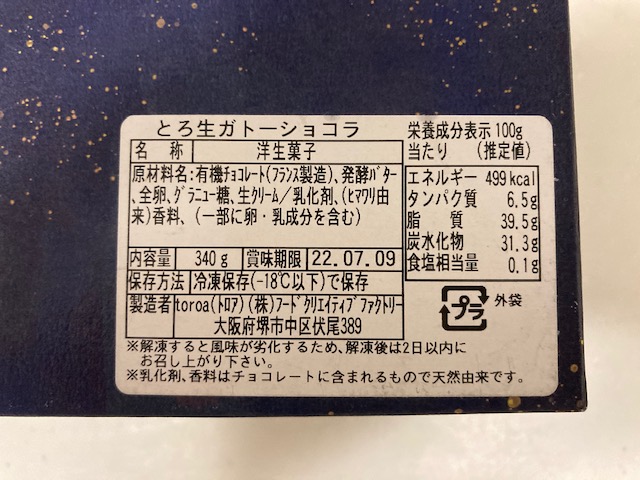 とろ生ガトーショコラ
名 称 洋生菓子
原材料名:有機チョコレート(フランス製造)、発酵バター
、全卵、グラニュー糖、生クリーム/乳化剤、(ヒマワリ由
来)香料、(一部に卵・乳成分を含む)
内容量 340g 賞味期限 22.07.09
保存方法 冷凍保存(-18℃以下)で保存
製造者 toroa(トロア)(株)フードクリエイティブファクトリー
大阪府堺市中区伏尾389
※解凍すると風味が劣化するため、解凍後は2日以内に
お召し上がり下さい。
※乳化剤、香料はチョコレートに含まれるもので天然由来です。
栄養成分表示100g
当たり (推定値)
エネルギー 499kcal
タンパク質 6.5g
脂 質 39.5g
炭水化物 31.3g
食塩相当量 0.1g
プラ 外袋